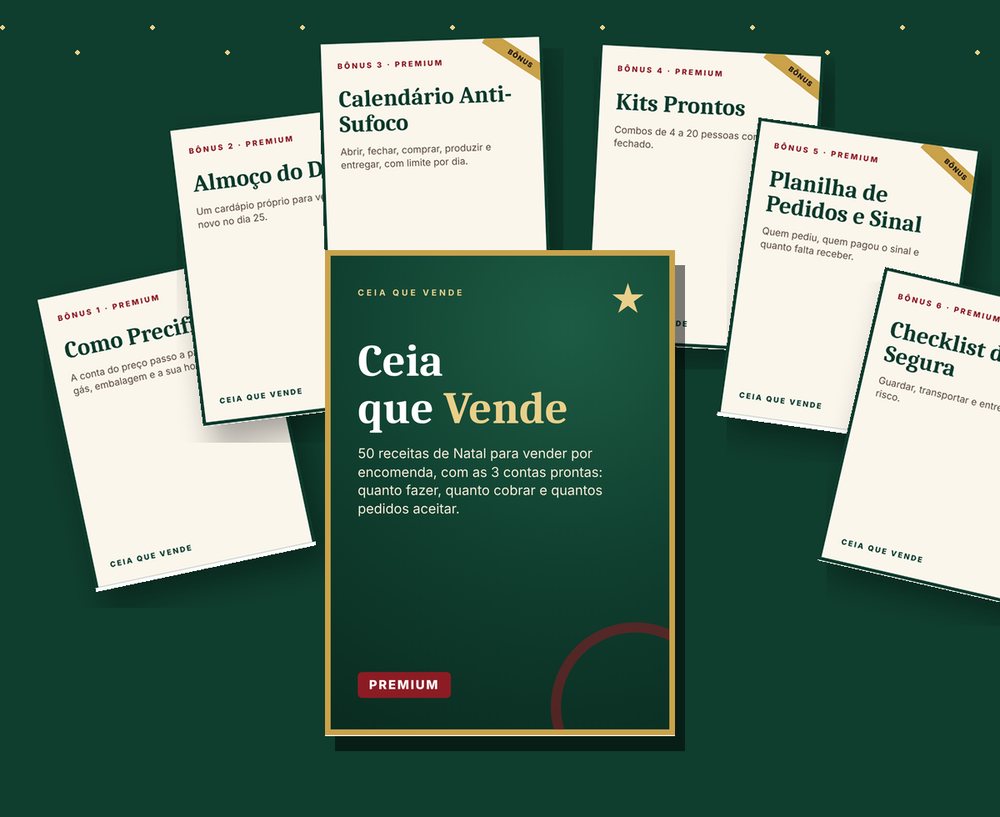 BÔNUS 3 · PREMIUM
BÔNUS
Calendário Anti-
Sufoco
Abrir, fechar, comprar, produzir e
entregar, com limite por dia.
BÔNUS 4 · PREMIUM
BÔNUS
Kits Prontos
Combos de 4 a 20 pessoas com
fechado.
BÔNUS 2 · PREMIUM
Almoço do
Um cardápio próprio para
novo no dia 25.
CEIA QUE VENDE
BÔNUS 5 · PREMIUM
BÔNUS
Planilha de
Pedidos e Sinal
Quem pediu, quem pagou o sinal e
quanto falta receber.
CEIA QUE VENDE
BÔNUS 1 · PREMIUM
Como
A conta do preço passo a
gás, embalagem e a sua
CEIA QUE VENDE
BÔNUS 6 · PREMIUM
Checklist
Segura
Guardar, transportar e
risco.
CEIA QUE VENDE
CEIA QUE VENDE
Ceia
que Vende
50 receitas de Natal para vender por
encomenda, com as 3 contas prontas:
quanto fazer, quanto cobrar e quantos
pedidos aceitar.
PREMIUM